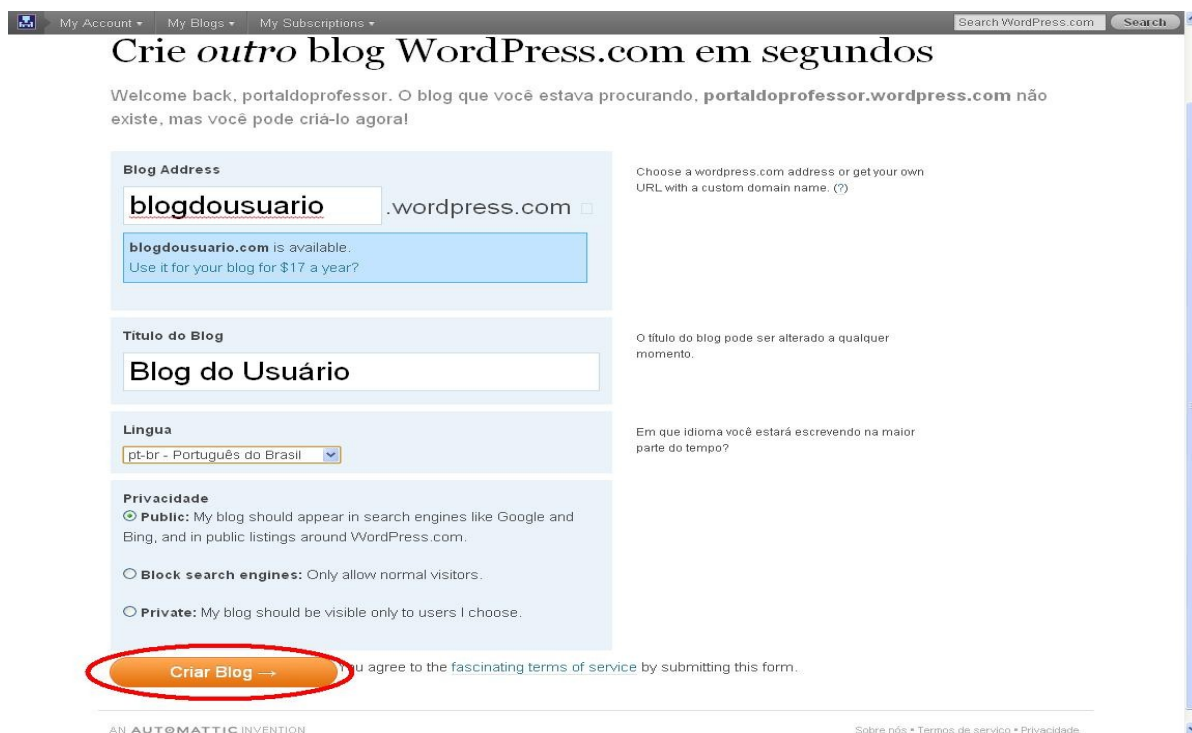 My Account My Blogs My Subscriptions Search WordPress.com Search
Crie outro blog WordPress.com em segundos
Welcome back, portaldoprofessor. O blog que você estava procurando, portaldoprofessor.wordpress.com não
existe, mas você pode criá-lo agora!
Blog Address
blogdousuario .wordpress.com
Choose a wordpress.com address or get your own
URL with a custom domain name. (?)
blogdousuario.com is available.
Use it for your blog for $17 a year?
Título do Blog
Blog do Usuário
O título do blog pode ser alterado a qualquer
momento.
Lingua
pt-br - Português do Brasil
Em que idioma você estará escrevendo na maior
parte do tempo?
Privacidade
Public: My blog should appear in search engines like Google and
Bing, and in public listings around WordPress.com.
Block search engines: Only allow normal visitors.
Private: My blog should be visible only to users I choose.
Criar Blog → You agree to the fascinating terms of service by submitting this form.
AN AUTOMATTIC INVENTION Sobre nós • Termos de serviço • Privacidade